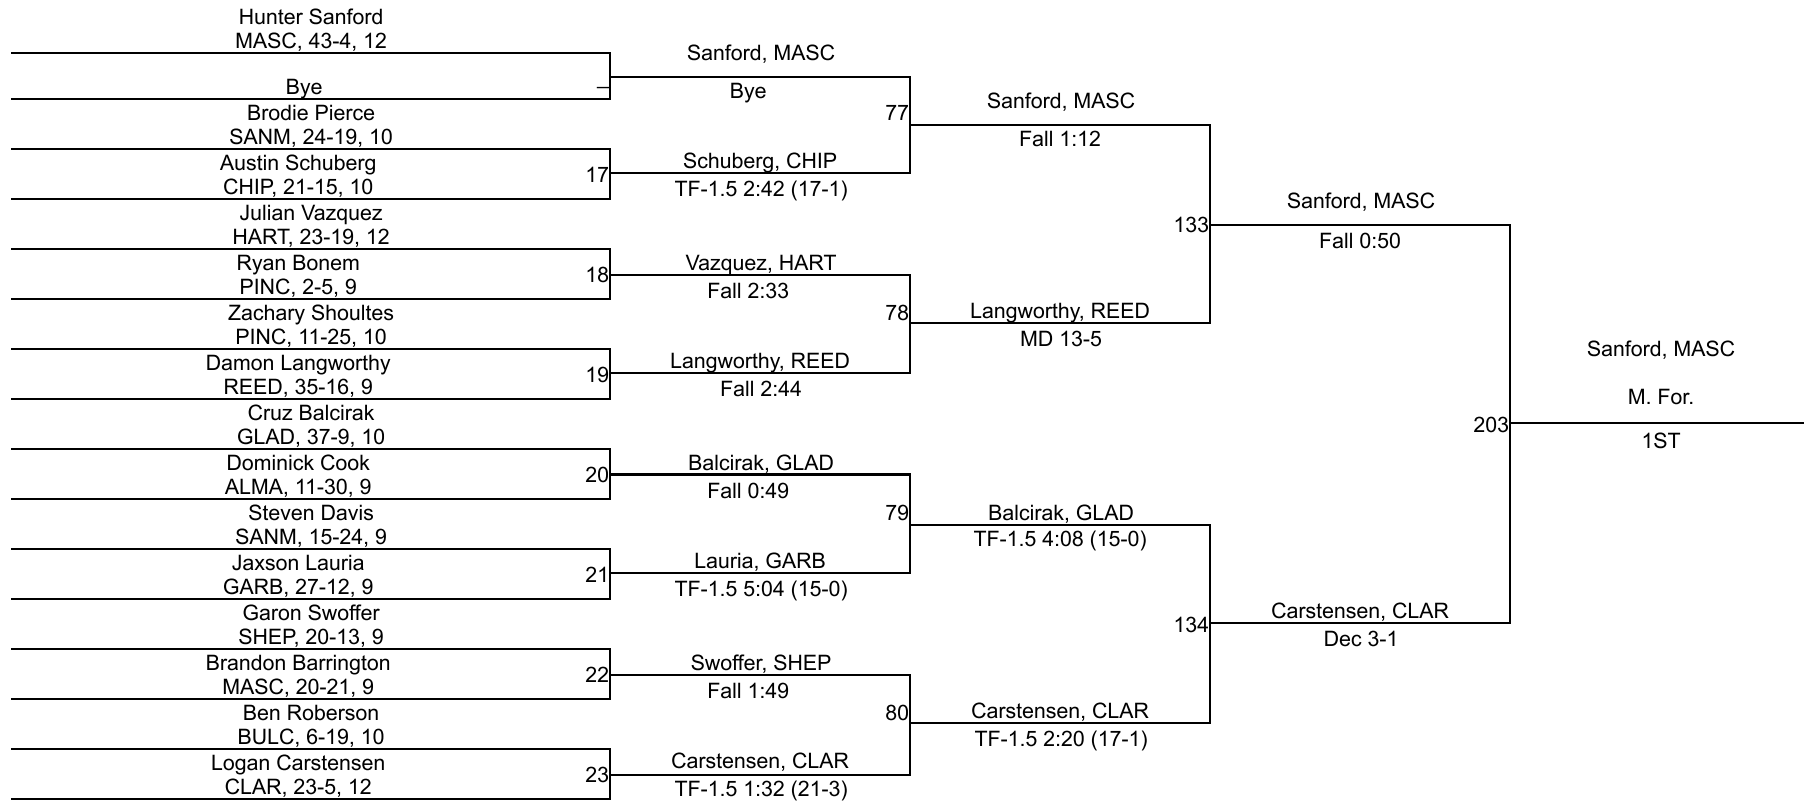 Hunter Sanford
MASC, 43-4, 12
Bye
–
Brodie Pierce
SANM, 24-19, 10
Austin Schuberg
CHIP, 21-15, 10
17
Julian Vazquez
HART, 23-19, 12
Ryan Bonem
PINC, 2-5, 9
18
Zachary Shoultes
PINC, 11-25, 10
Damon Langworthy
REED, 35-16, 9
19
Cruz Balcirak
GLAD, 37-9, 10
Dominick Cook
ALMA, 11-30, 9
20
Steven Davis
SANM, 15-24, 9
Jaxson Lauria
GARB, 27-12, 9
21
Garon Swoffer
SHEP, 20-13, 9
Brandon Barrington
MASC, 20-21, 9
22
Ben Roberson
BULC, 6-19, 10
Logan Carstensen
CLAR, 23-5, 12
23
Sanford, MASC
Bye
77
Schuberg, CHIP
TF-1.5 2:42 (17-1)
Vazquez, HART
Fall 2:33
78
Langworthy, REED
Fall 2:44
Balcirak, GLAD
Fall 0:49
79
Lauria, GARB
TF-1.5 5:04 (15-0)
Swoffer, SHEP
Fall 1:49
80
Carstensen, CLAR
TF-1.5 1:32 (21-3)
Sanford, MASC
Fall 1:12
133
Langworthy, REED
MD 13-5
Balcirak, GLAD
TF-1.5 4:08 (15-0)
134
Carstensen, CLAR
TF-1.5 2:20 (17-1)
Sanford, MASC
Fall 0:50
203
Carstensen, CLAR
Dec 3-1
Sanford, MASC
M. For.
1ST